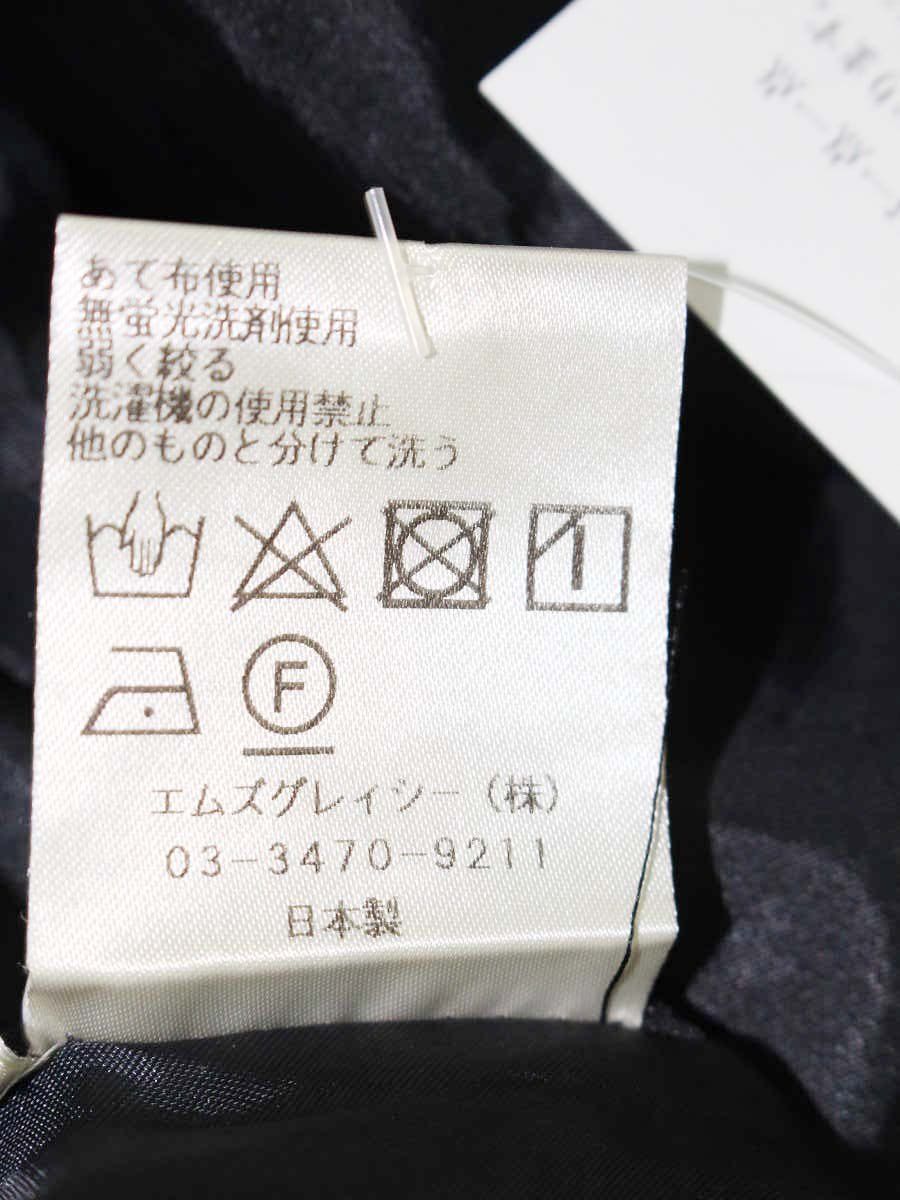 あて布使用
無蛍光洗剤使用
弱く絞る
洗濯機の使用禁止
他のものと分けて洗う
F
エムズグレイシー(株)
03-3470-9211
日本製